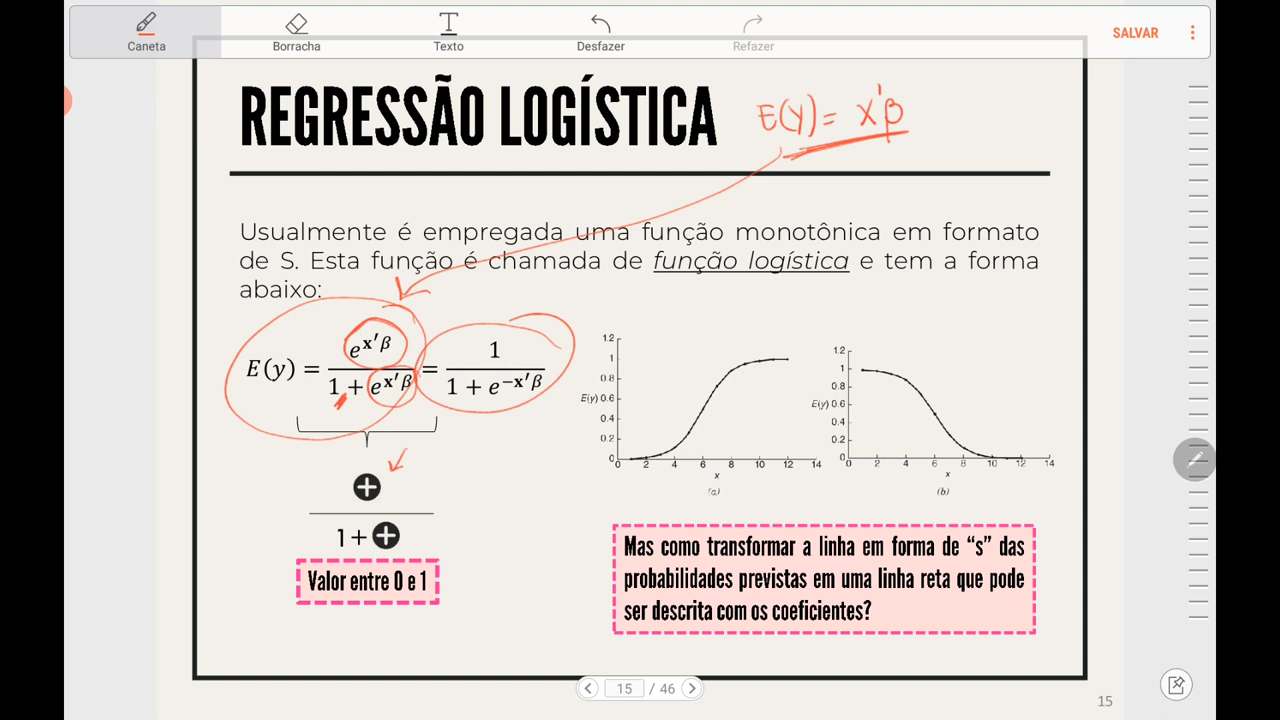 Caneta
Borracha
Texto
Desfazer
Refazer
SALVAR
REGRESSÃO LOGÍSTICA
E(y) = x'β
Usualmente é empregada uma função monotônica em formato
de S. Esta função é chamada de função logística e tem a forma
abaixo:
E(y) = e^x′β / 1 + e^x′β = 1 / 1 + e^−x′β
+
1 + +
Valor entre 0 e 1
1.2
1
0.8
E(y) 0.6
0.4
0.2
0
0 2 4 6 8 10 12 14
x
(a)
1.2
1
0.8
E(y) 0.6
0.4
0.2
0
0 2 4 6 8 10 12 14
x
(b)
Mas como transformar a linha em forma de “s” das
probabilidades previstas em uma linha reta que pode
ser descrita com os coeficientes?
15 / 46
15